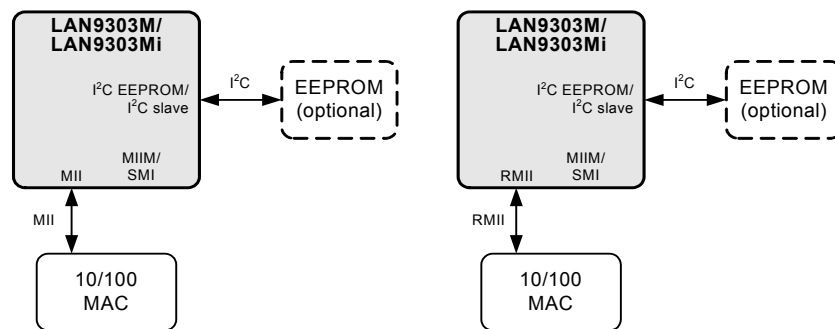 LAN9303M/
LAN9303Mi
I²C EEPROM/
I²C slave
MIIM/
SMI
MII
I²C
EEPROM
(optional)
MII
10/100
MAC
LAN9303M/
LAN9303Mi
I²C EEPROM/
I²C slave
MIIM/
SMI
RMII
I²C
EEPROM
(optional)
RMII
10/100
MAC